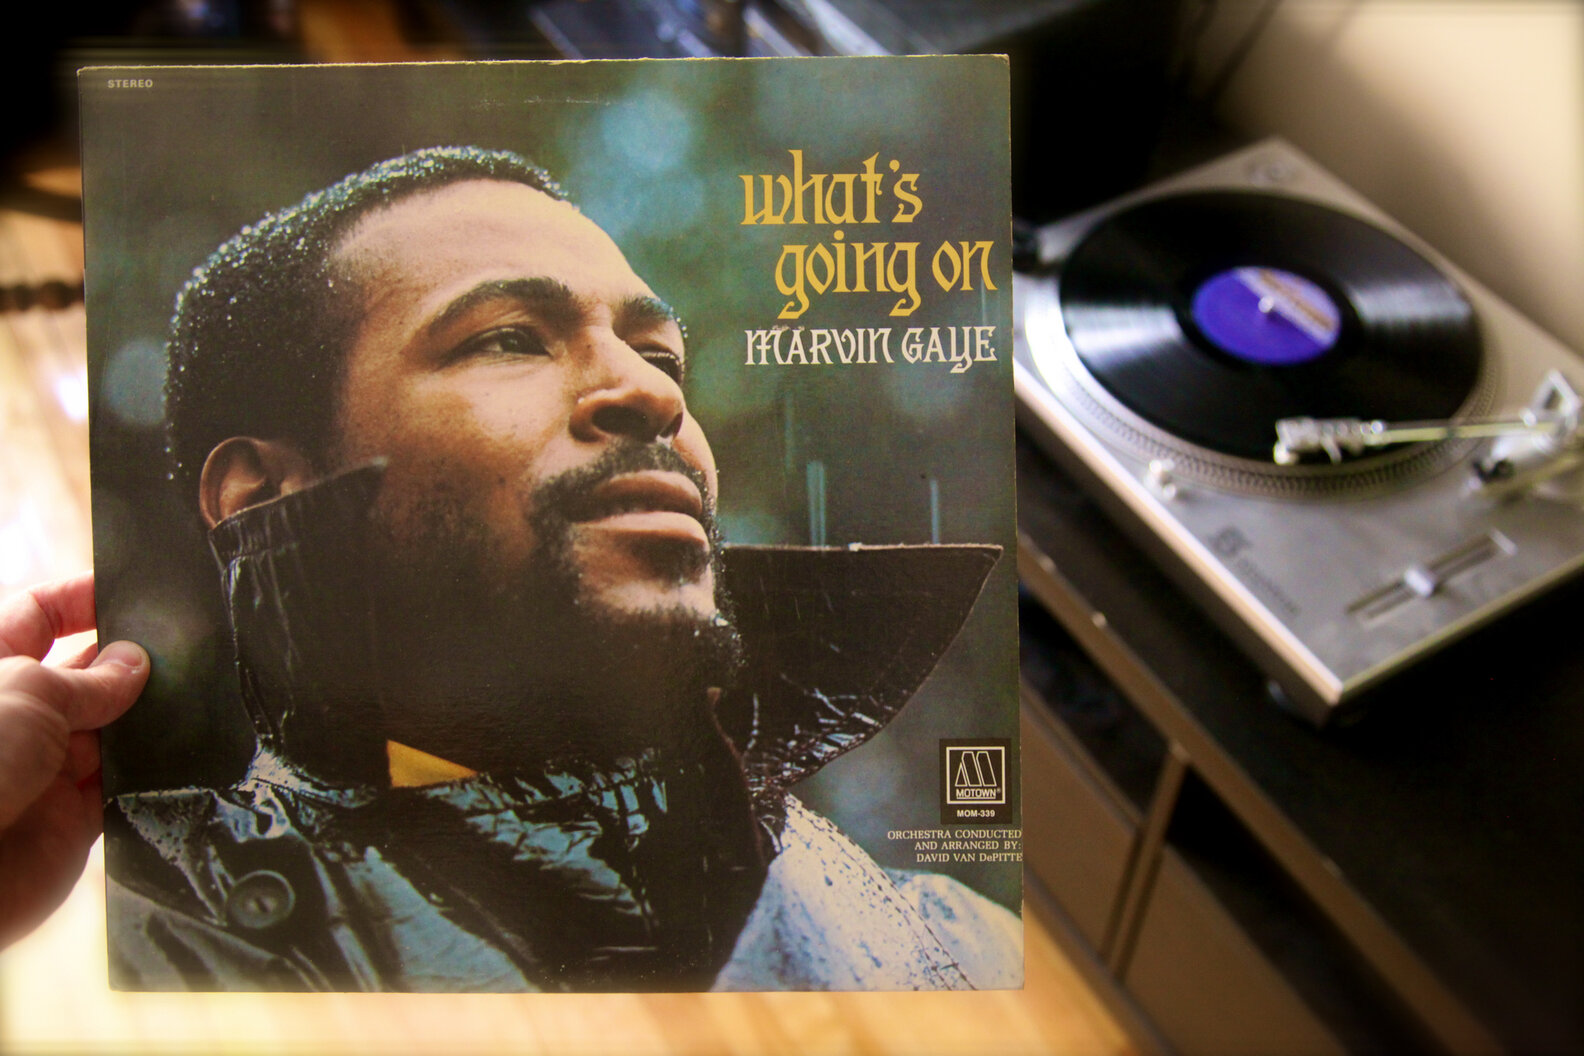 STEREO
what's
going on
MARVIN GAYE
MOTOWN®
MOM-339
ORCHESTRA CONDUCTED
AND ARRANGED BY:
DAVID VAN DePITTE